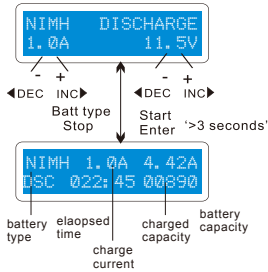 NIMH DISCHARGE
1.0A 11.5V
- + - +
◀DEC INC▶ ◀DEC INC▶
Batt type Start
Stop Enter '>3 seconds'
NIMH 1.0A 4.42A
DSC 022:45 00890
battery type
elaopsed time
charge current
charged capacity
battery capacity